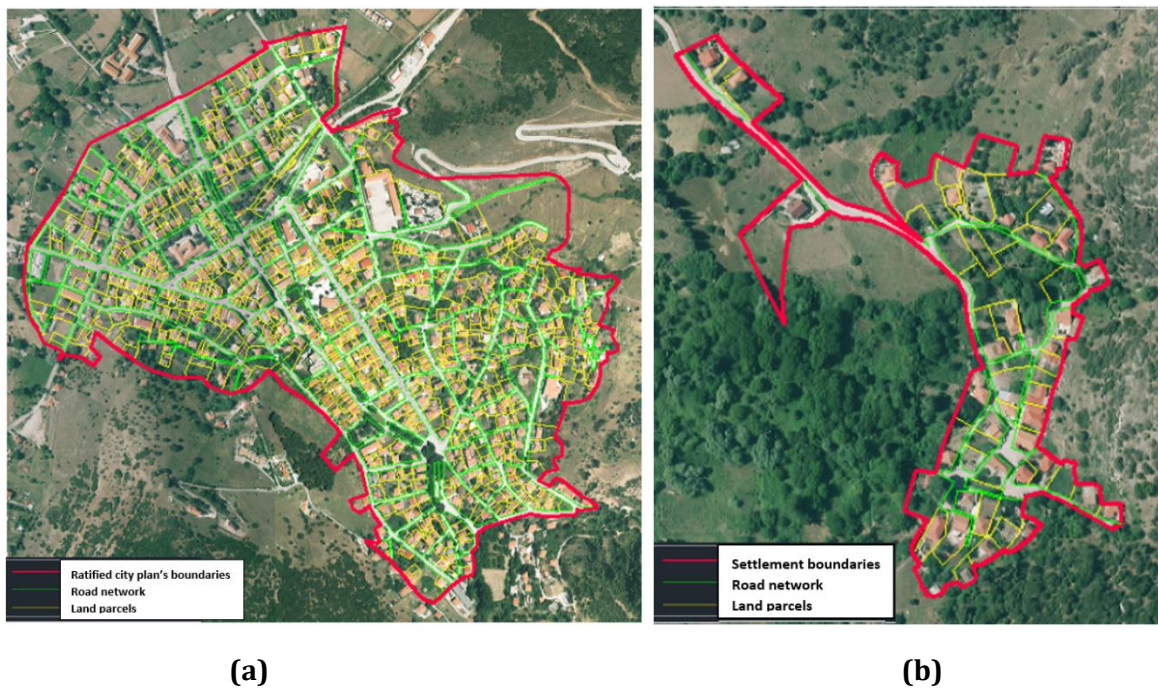 Ratified city plan's boundaries
Road network
Land parcels
Settlement boundaries
Road network
Land parcels
(a)
(b)